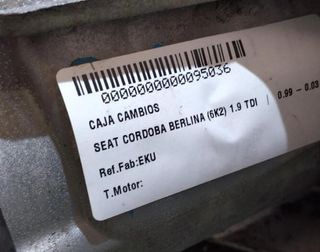 0000000000095036
CAJA CAMBIOS
SEAT CORDOBA BERLINA (6K2) 1.9 TDI | 0.99 - 0.03
Ref.Fab:EKU
T.Motor: